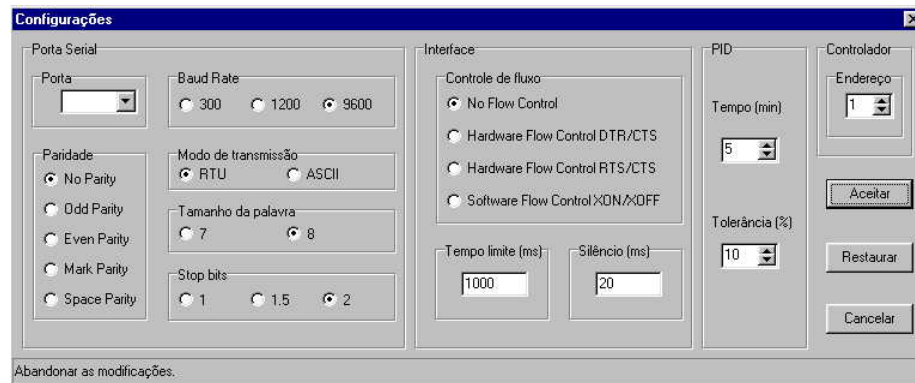 Configurações
Porta Serial
Porta
Baud Rate
300 1200 9600
Paridade
No Parity
Odd Parity
Even Parity
Mark Parity
Space Parity
Modo de transmissão
RTU ASCII
Tamanho da palavra
7 8
Stop bits
1 1.5 2
Interface
Controle de fluxo
No Flow Control
Hardware Flow Control DTR/CTS
Hardware Flow Control RTS/CTS
Software Flow Control XON/XOFF
Tempo limite (ms)
1000
Silêncio (ms)
20
PID
Tempo (min)
5
Tolerância (%)
10
Controlador
Endereço
1
Aceitar
Restaurar
Cancelar
Abandonar as modificações.